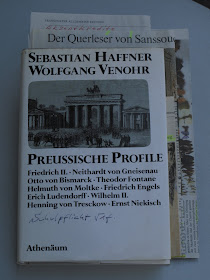 Der Querleser von Sanssou
SEBASTIAN HAFFNER
WOLFGANG VENOHR
PREUSSISCHE PROFILE
Friedrich II. · Neithardt von Gneisenau
Otto von Bismarck · Theodor Fontane
Helmuth von Moltke · Friedrich Engels
Erich Ludendorff · Wilhelm II.
Henning von Tresckow · Ernst Niekisch
Athenäum